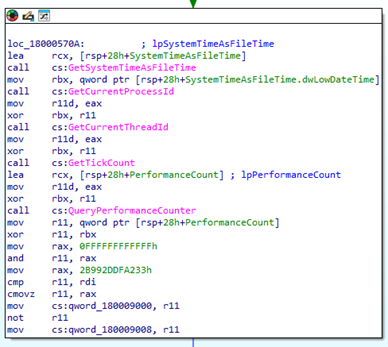 loc_18000570A: ; lpSystemTimeAsFileTime
lea rcx, [rsp+28h+SystemTimeAsFileTime]
call cs:GetSystemTimeAsFileTime
mov rbx, qword ptr [rsp+28h+SystemTimeAsFileTime.dwLowDateTime]
call cs:GetCurrentProcessId
mov r11d, eax
xor rbx, r11
call cs:GetCurrentThreadId
mov r11d, eax
xor rbx, r11
call cs:GetTickCount
lea rcx, [rsp+28h+PerformanceCount] ; lpPerformanceCount
mov r11d, eax
xor rbx, r11
call cs:QueryPerformanceCounter
mov r11, qword ptr [rsp+28h+PerformanceCount]
xor r11, rbx
mov rax, 0FFFFFFFFFFFFh
and r11, rax
mov rax, 2B992DDFA233h
cmp r11, rdi
cmovz r11, rax
mov cs:qword_180009000, r11
not r11
mov cs:qword_180009008, r11